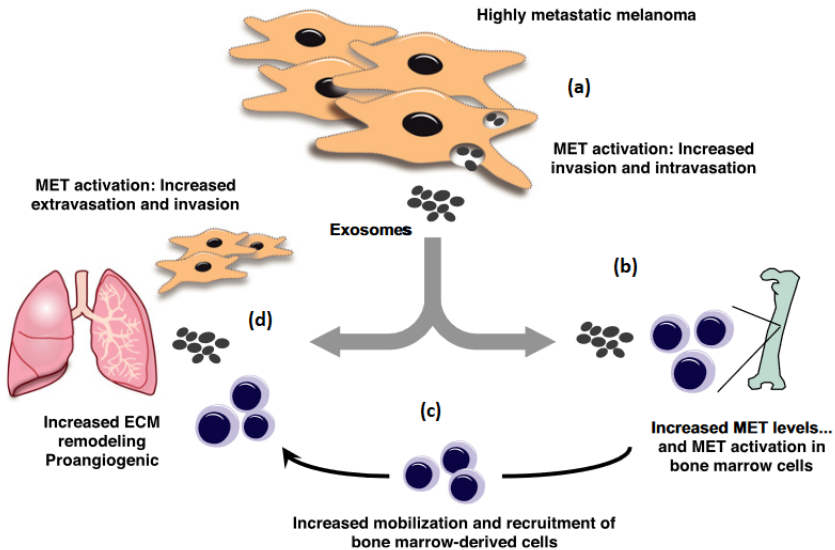 Highly metastatic melanoma
(a)
MET activation: Increased
invasion and intravasation
MET activation: Increased
extravasation and invasion
Exosomes
(b)
(d)
(c)
Increased ECM
remodeling
Proangiogenic
Increased MET levels...
and MET activation in
bone marrow cells
Increased mobilization and recruitment of
bone marrow-derived cells